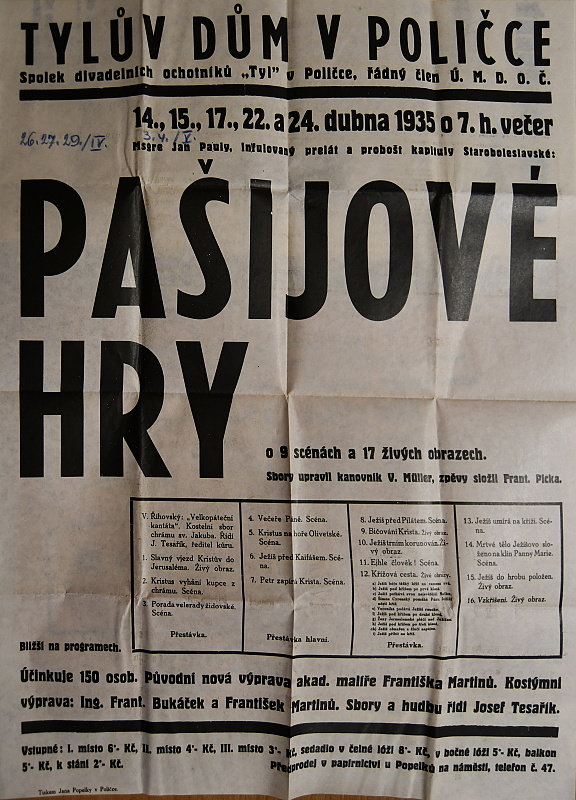 TYLŮV DŮM V POLIČCE
Spolek divadelních ochotníků „Tyl" v Poličce, řádný člen Ú. M. D. O. Č.
14., 15., 17., 22. a 24. dubna 1935 o 7. h. večer
26. 27. 29./IV. 3. 4. /V.
Msgre Jan Pauly, infulovaný prelát a probošt kapituly Staroboleslavské:
PAŠIJOVÉ
HRY
o 9 scénách a 17 živých obrazech.
Sbory upravil kanovník V. Müller, zpěvy složil Frant. Picka.
V. Říhovský: „Velkopáteční
kantáta". Kostelní sbor
chrámu sv. Jakuba. Řídí
J. Tesařík, ředitel kůru.
1. Slavný vjezd Kristův do
Jerusaléma. Živý obraz.
2. Kristus vyhání kupce z
chrámu. Scéna.
3. Porada velerady židovské.
Scéna.
Přestávka.
4. Večeře Páně. Scéna.
5. Kristus na hoře Olivetské.
Scéna.
6. Ježíš před Kaifášem. Scéna.
7. Petr zapírá Krista. Scéna.
Přestávka hlavní.
8. Ježíš před Pilátem. Scéna.
9. Bičování Krista. Živý obraz.
10. Ježíš trním korunován. Ži-
vý obraz.
11. Ejhle člověk! Scéna.
12. Křížová cesta. Živé obrazy.
Přestávka.
13. Ježíš umírá na kříži. Scé-
na.
14. Mrtvé tělo Ježíšovo slo-
ženo na klín Panny Marie.
Scéna.
15. Ježíš do hrobu položen.
Živý obraz.
16. Vzkříšení. Živý obraz.
Bližší na programech.
Účinkuje 150 osob. Původní nová výprava akad. malíře Františka Martinů. Kostýmní
výprava: Ing. Frant. Bukáček a František Martinů. Sbory a hudbu řídí Josef Tesařík.
Vstupné: I. místo 6·- Kč, II. místo 4·- Kč, III. místo 3·- Kč, sedadlo v čelné lóži 8·- Kč, v bočné lóži 5·- Kč, balkon
5·- Kč, k stání 2·- Kč. Předprodej v papírnictví u Popelků na náměstí, telefon č. 47.
Tiskem Jana Popelky v Poličce.